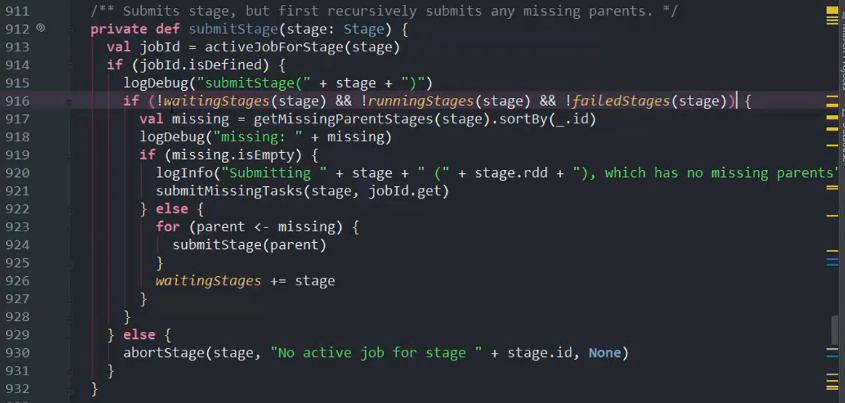 911 /** Submits stage, but first recursively submits any missing parents. */
912 private def submitStage(stage: Stage) {
913 val jobId = activeJobForStage(stage)
914 if (jobId.isDefined) {
915 logDebug("submitStage(" + stage + ")")
916 if (!waitingStages(stage) && !runningStages(stage) && !failedStages(stage)) {
917 val missing = getMissingParentStages(stage).sortBy(_.id)
918 logDebug("missing: " + missing)
919 if (missing.isEmpty) {
920 logInfo("Submitting " + stage + " (" + stage.rdd + "), which has no missing parents"
921 submitMissingTasks(stage, jobId.get)
922 } else {
923 for (parent <- missing) {
924 submitStage(parent)
925 }
926 waitingStages += stage
927 }
928 }
929 } else {
930 abortStage(stage, "No active job for stage " + stage.id, None)
931 }
932 }